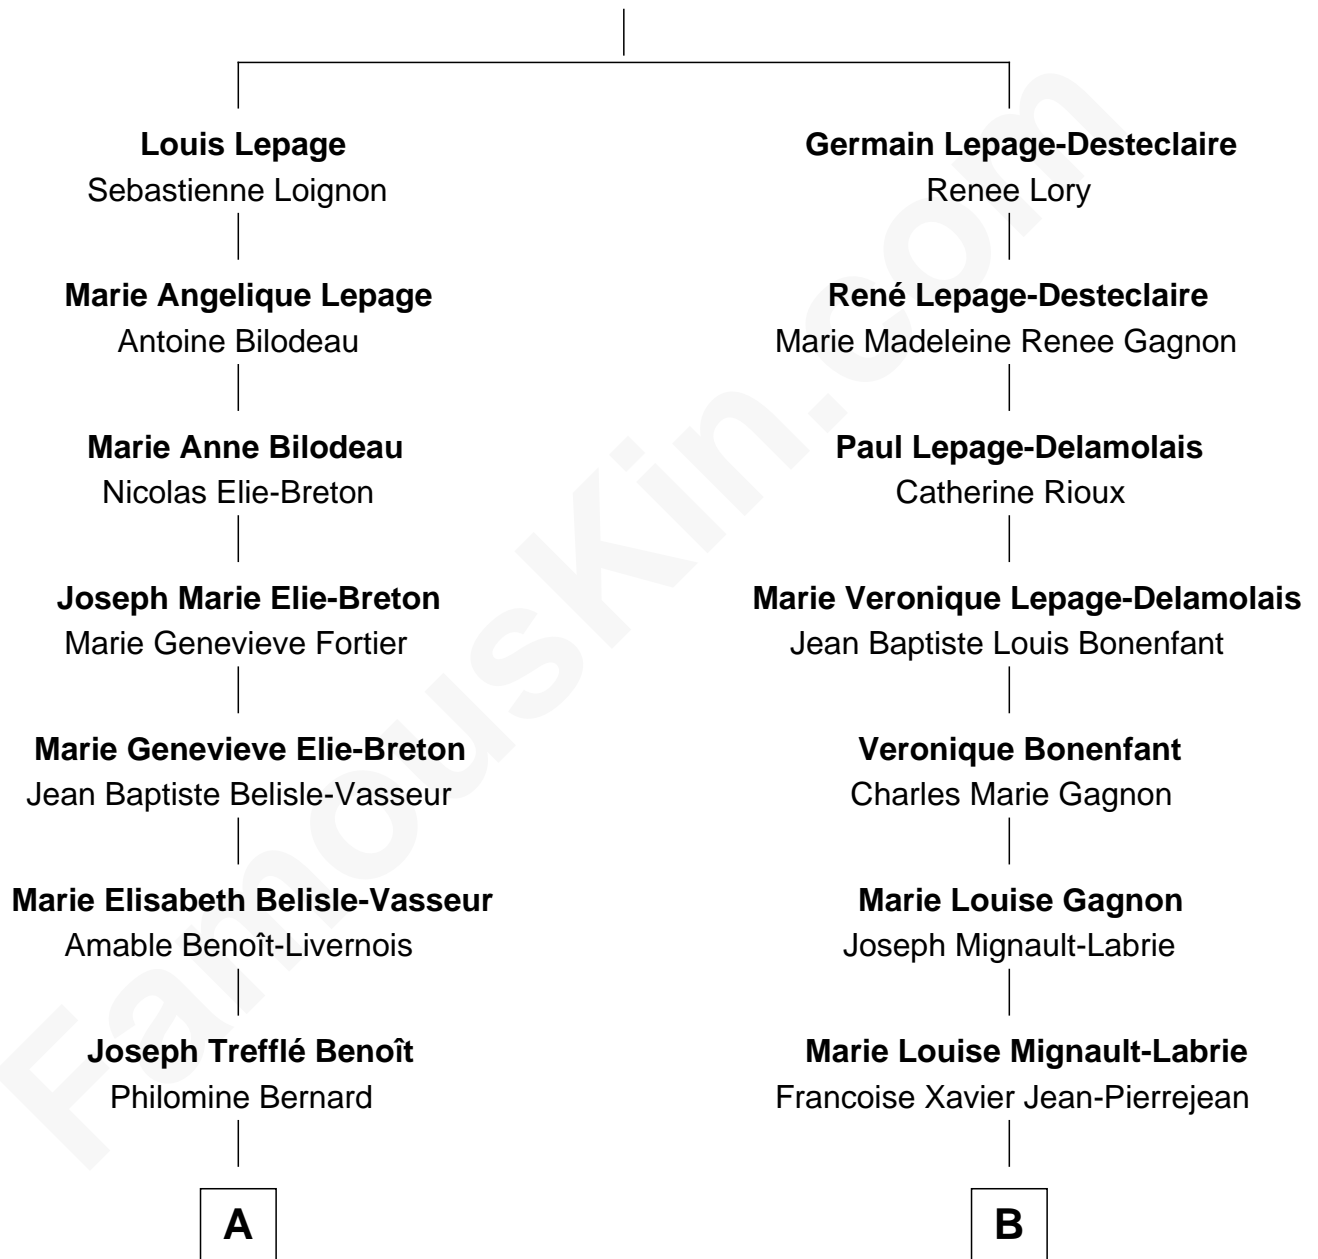 Louis Lepage
Sebastienne Loignon
Marie Angelique Lepage
Antoine Bilodeau
Marie Anne Bilodeau
Nicolas Elie-Breton
Joseph Marie Elie-Breton
Marie Genevieve Fortier
Marie Genevieve Elie-Breton
Jean Baptiste Belisle-Vasseur
Marie Elisabeth Belisle-Vasseur
Amable Benoît-Livernois
Joseph Trefflé Benoît
Philomine Bernard
A
Germain Lepage-Desteclaire
Renee Lory
René Lepage-Desteclaire
Marie Madeleine Renee Gagnon
Paul Lepage-Delamolais
Catherine Rioux
Marie Veronique Lepage-Delamolais
Jean Baptiste Louis Bonenfant
Veronique Bonenfant
Charles Marie Gagnon
Marie Louise Gagnon
Joseph Mignault-Labrie
Marie Louise Mignault-Labrie
Francoise Xavier Jean-Pierrejean
B
FamousKin.com